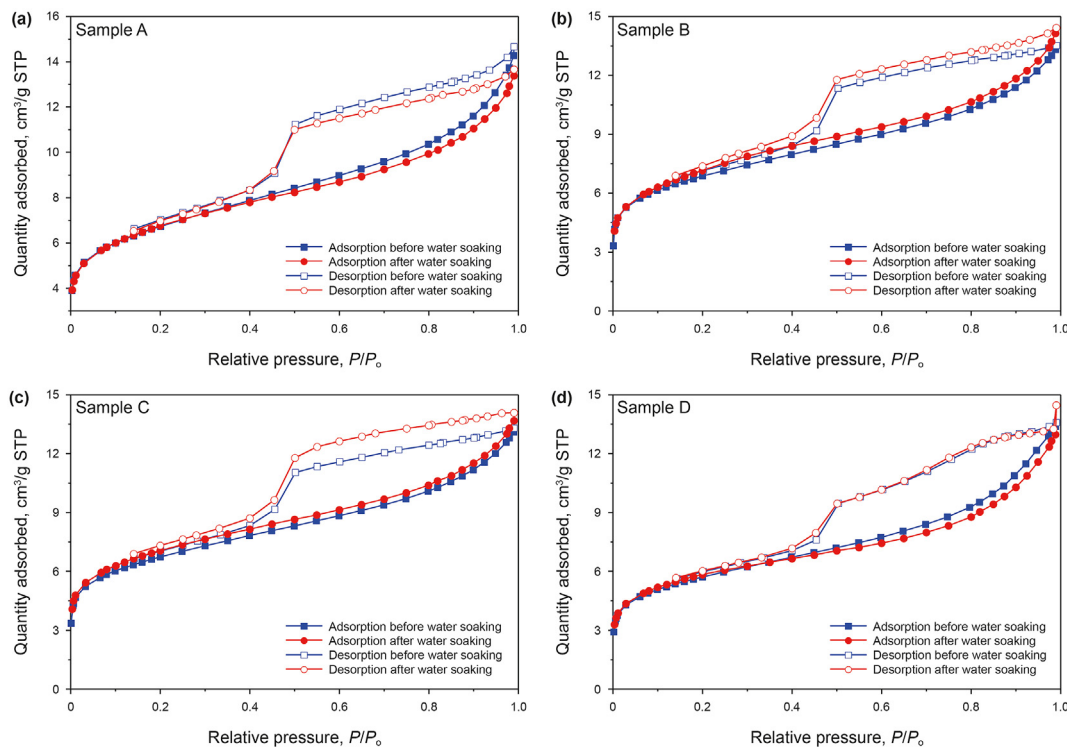 (a)
Sample A
Quantity adsorbed, cm³/g STP
16
14
12
10
8
6
4
Adsorption before water soaking
Adsorption after water soaking
Desorption before water soaking
Desorption after water soaking
0 0.2 0.4 0.6 0.8 1.0
Relative pressure, P/Pₒ
(b)
Sample B
Quantity adsorbed, cm³/g STP
15
12
9
6
3
0
Adsorption before water soaking
Adsorption after water soaking
Desorption before water soaking
Desorption after water soaking
0 0.2 0.4 0.6 0.8 1.0
Relative pressure, P/Pₒ
(c)
Sample C
Quantity adsorbed, cm³/g STP
15
12
9
6
3
0
Adsorption before water soaking
Adsorption after water soaking
Desorption before water soaking
Desorption after water soaking
0 0.2 0.4 0.6 0.8 1.0
Relative pressure, P/Pₒ
(d)
Sample D
Quantity adsorbed, cm³/g STP
15
12
9
6
3
0
Adsorption before water soaking
Adsorption after water soaking
Desorption before water soaking
Desorption after water soaking
0 0.2 0.4 0.6 0.8 1.0
Relative pressure, P/Pₒ